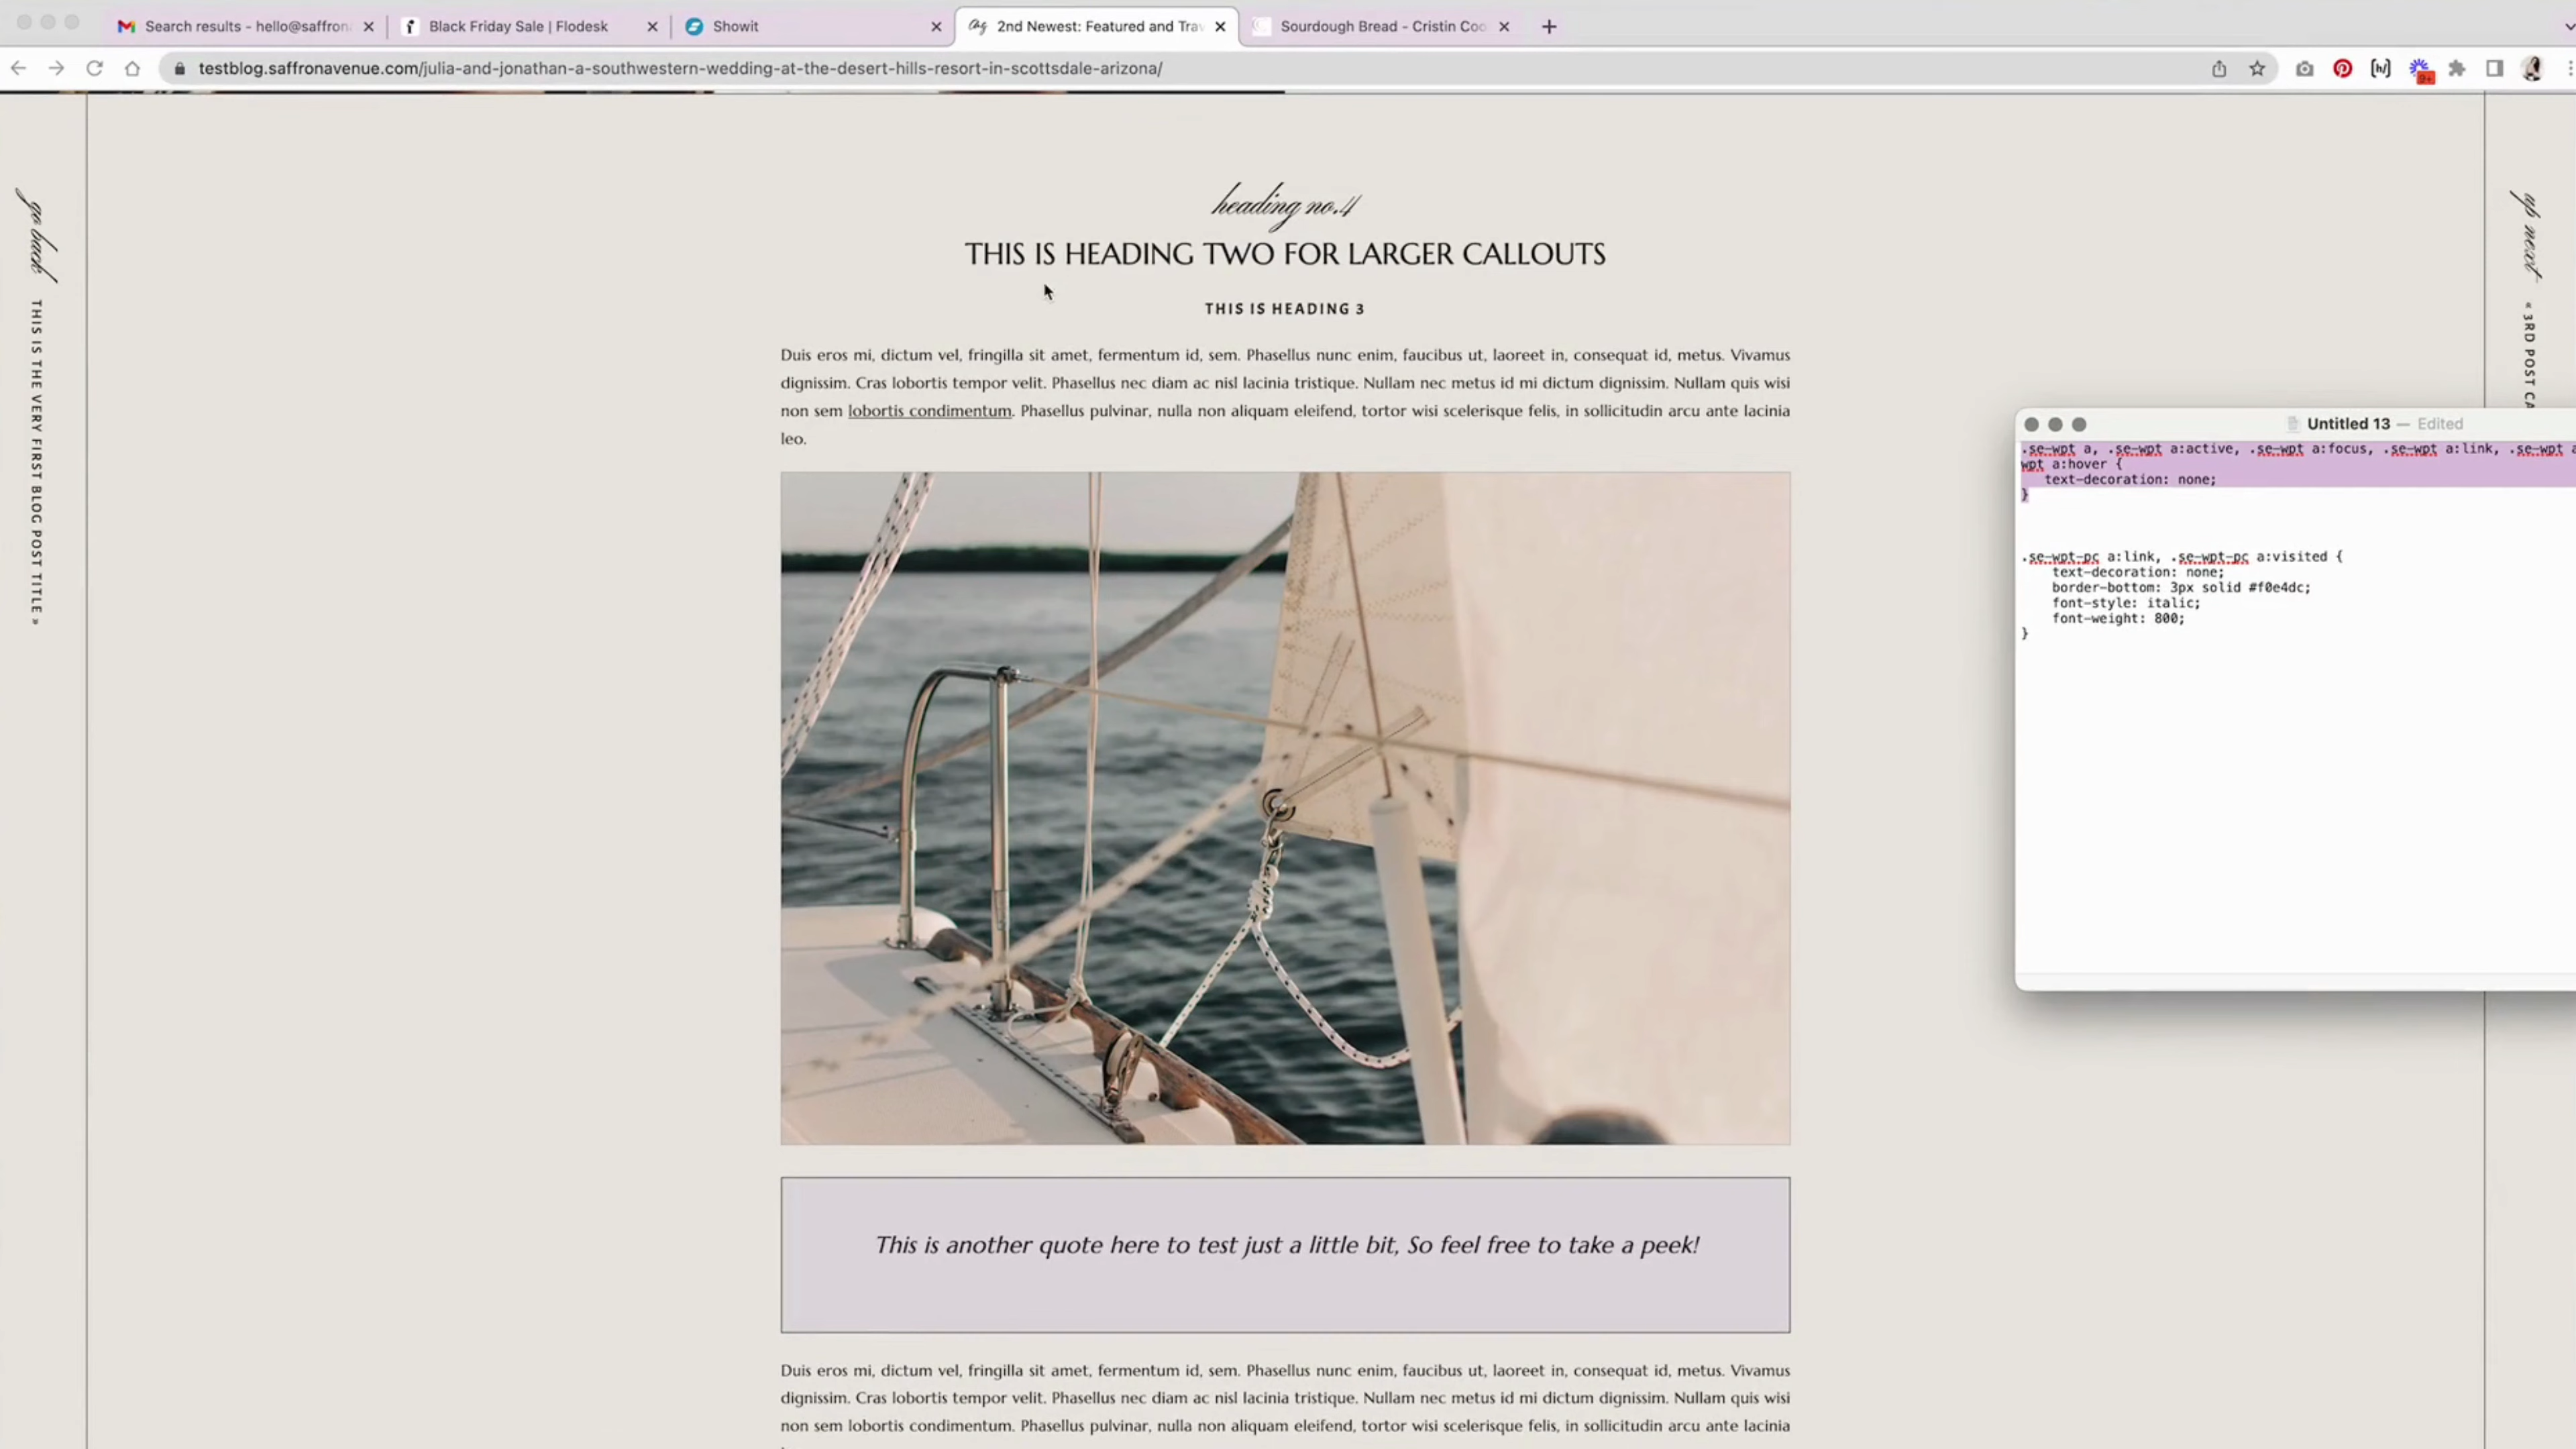 Search results - hello@saffron
Black Friday Sale | Flodesk
Showit
2nd Newest: Featured and Tra
Sourdough Bread - Cristin Coo
testblog.saffronavenue.com/julia-and-jonathan-a-southwestern-wedding-at-the-desert-hills-resort-in-scottsdale-arizona/
9+
go back
THIS IS THE VERY FIRST BLOG POST TITLE »
heading no.4
THIS IS HEADING TWO FOR LARGER CALLOUTS
THIS IS HEADING 3
Duis eros mi, dictum vel, fringilla sit amet, fermentum id, sem. Phasellus nunc enim, faucibus ut, laoreet in, consequat id, metus. Vivamus
dignissim. Cras lobortis tempor velit. Phasellus nec diam ac nisl lacinia tristique. Nullam nec metus id mi dictum dignissim. Nullam quis wisi
non sem lobortis condimentum. Phasellus pulvinar, nulla non aliquam eleifend, tortor wisi scelerisque felis, in sollicitudin arcu ante lacinia
leo.
This is another quote here to test just a little bit, So feel free to take a peek!
Duis eros mi, dictum vel, fringilla sit amet, fermentum id, sem. Phasellus nunc enim, faucibus ut, laoreet in, consequat id, metus. Vivamus
dignissim. Cras lobortis tempor velit. Phasellus nec diam ac nisl lacinia tristique. Nullam nec metus id mi dictum dignissim. Nullam quis wisi
non sem lobortis condimentum. Phasellus pulvinar, nulla non aliquam eleifend, tortor wisi scelerisque felis, in sollicitudin arcu ante lacinia
up next
« 3RD POST CA
Untitled 13 — Edited
.se-wpt a, .se-wpt a:active, .se-wpt a:focus, .se-wpt a:link, .se-wpt a
wpt a:hover {
text-decoration: none;
}
.se-wpt-pc a:link, .se-wpt-pc a:visited {
text-decoration: none;
border-bottom: 3px solid #f0e4dc;
font-style: italic;
font-weight: 800;
}